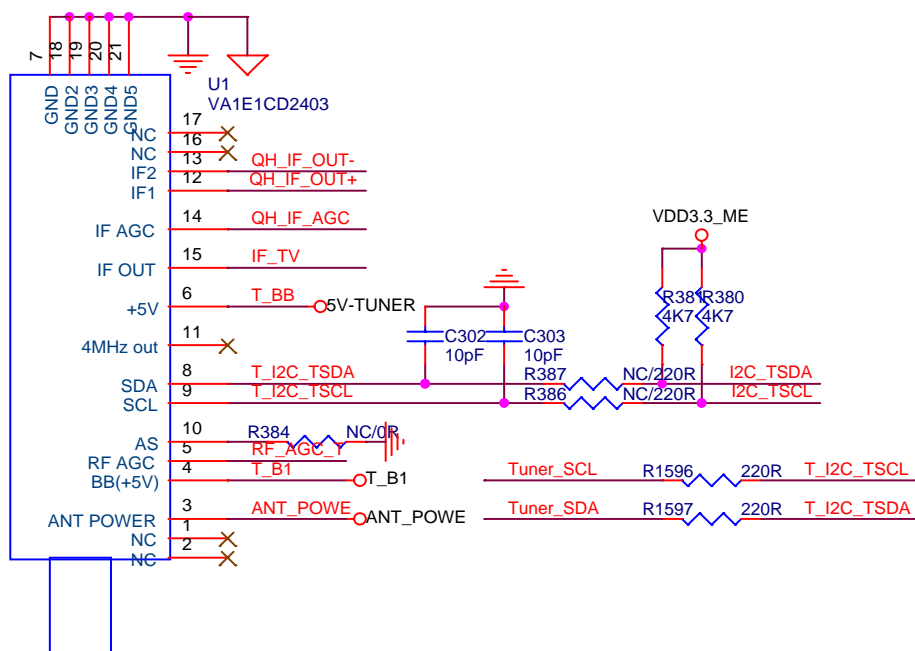 7
18
19
20
21
GND
GND2
GND3
GND4
GND5
U1
VA1E1CD2403
NC 17
NC 16
IF2 13 QH_IF_OUT-
IF1 12 QH_IF_OUT+
IF AGC 14 QH_IF_AGC
IF OUT 15 IF_TV
+5V 6 T_BB 5V-TUNER
4MHz out 11
VDD3.3_ME
R380
4K7 4K7
C302 C303
10pF 10pF
SDA 8 T_I2C_TSDA R387 NC/220R I2C_TSDA
SCL 9 T_I2C_TSCL R386 NC/220R I2C_TSCL
AS 10 R384 NC/0R
RF AGC 5
BB(+5V) 4 T_B1 T_B1
Tuner_SCL R1596 220R T_I2C_TSCL
ANT POWER 3 ANT_POWE ANT_POWE
Tuner_SDA R1597 220R T_I2C_TSDA
NC 1
NC 2